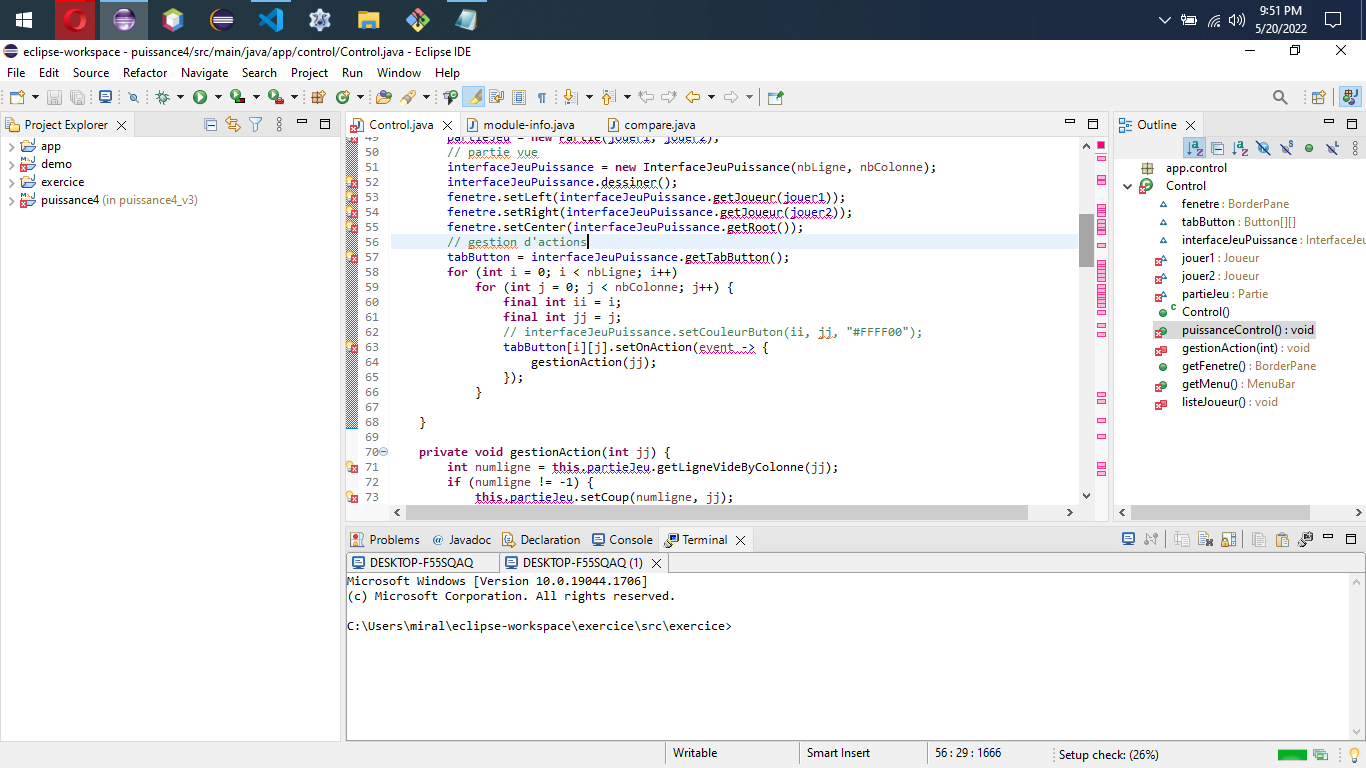 9:51 PM
5/20/2022
eclipse-workspace - puissance4/src/main/java/app/control/Control.java - Eclipse IDE
File Edit Source Refactor Navigate Search Project Run Window Help
Project Explorer
app
demo
exercice
puissance4 (in puissance4_v3)
Control.java module-info.java compare.java
49 partieJeu = new Partie(jouer1, jouer2);
50 // partie vue
51 interfaceJeuPuissance = new InterfaceJeuPuissance(nbLigne, nbColonne);
52 interfaceJeuPuissance.dessiner();
53 fenetre.setLeft(interfaceJeuPuissance.getJoueur(jouer1));
54 fenetre.setRight(interfaceJeuPuissance.getJoueur(jouer2));
55 fenetre.setCenter(interfaceJeuPuissance.getRoot());
56 // gestion d'actions
57 tabButton = interfaceJeuPuissance.getTabButton();
58 for (int i = 0; i < nbLigne; i++)
59 for (int j = 0; j < nbColonne; j++) {
60 final int ii = i;
61 final int jj = j;
62 // interfaceJeuPuissance.setCouleurButon(ii, jj, "#FFFF00");
63 tabButton[i][j].setOnAction(event -> {
64 gestionAction(jj);
65 });
66 }
67
68 }
69
70 private void gestionAction(int jj) {
71 int numligne = this.partieJeu.getLigneVideByColonne(jj);
72 if (numligne != -1) {
73 this.partieJeu.setCoup(numligne, jj);
Outline
app.control
Control
fenetre : BorderPane
tabButton : Button[][]
interfaceJeuPuissance : InterfaceJeu
jouer1 : Joueur
jouer2 : Joueur
partieJeu : Partie
Control()
puissanceControl() : void
gestionAction(int) : void
getFenetre() : BorderPane
getMenu() : MenuBar
listeJoueur() : void
Problems Javadoc Declaration Console Terminal
DESKTOP-F55SQAQ DESKTOP-F55SQAQ (1)
Microsoft Windows [Version 10.0.19044.1706]
(c) Microsoft Corporation. All rights reserved.
C:\Users\miral\eclipse-workspace\exercice\src\exercice>
Writable Smart Insert 56 : 29 : 1666 Setup check: (26%)